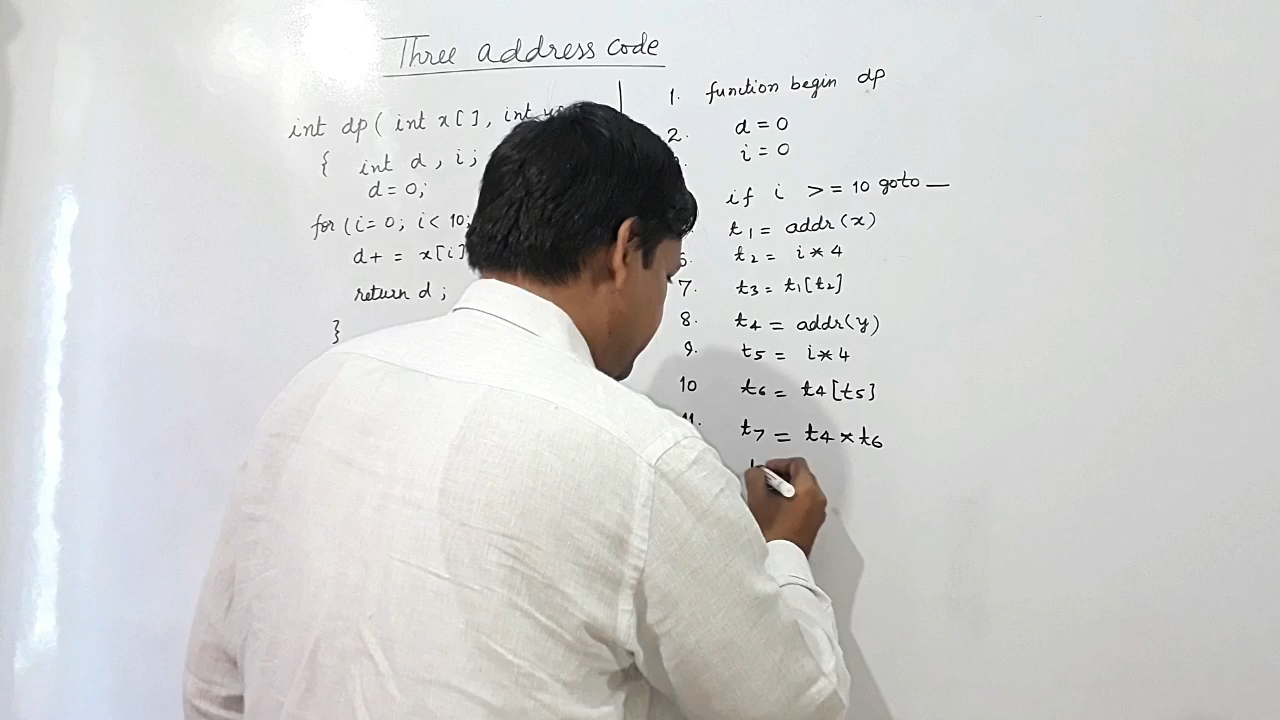 Three address code
int dp( int x[], int
{ int d, i;
d=0;
for (i=0; i<10;
d+ = x[i]
return d;
}
1. function begin dp
2. d=0
i=0
if i >=10 goto —
t1 = addr(x)
t2 = i*4
7. t3 = t1[t2]
8. t4 = addr(y)
9. t5 = i*4
10 t6 = t4[t5]
11. t7 = t4*t6